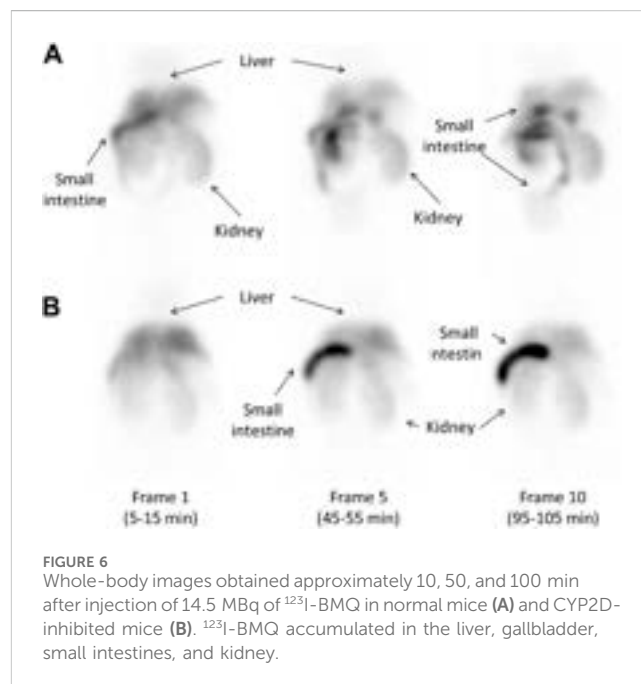 A
Liver
Small
intestine
Small
intestine
Kidney
Kidney
B
Liver
Small
intestin
Small
intestine
Kidney
Frame 1
(5-15 min)
Frame 5
(45-55 min)
Frame 10
(95-105 min)
FIGURE 6
Whole-body images obtained approximately 10, 50, and 100 min
after injection of 14.5 MBq of ¹²³I-BMQ in normal mice (A) and CYP2D-
inhibited mice (B). ¹²³I-BMQ accumulated in the liver, gallbladder,
small intestines, and kidney.